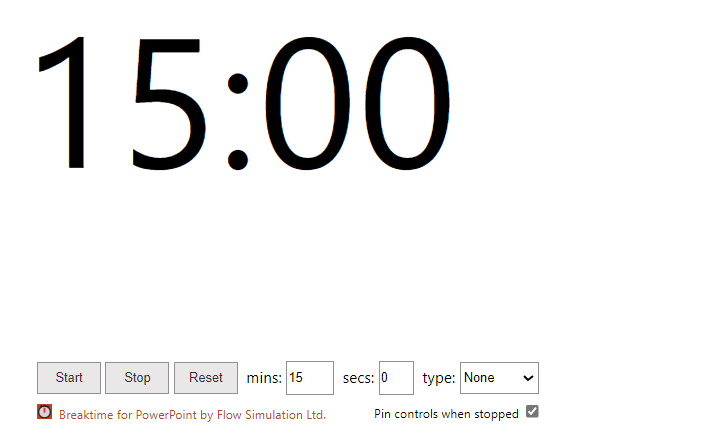 15:00
Start Stop Reset mins: 15 secs: 0 type: None
Breaktime for PowerPoint by Flow Simulation Ltd. Pin controls when stopped